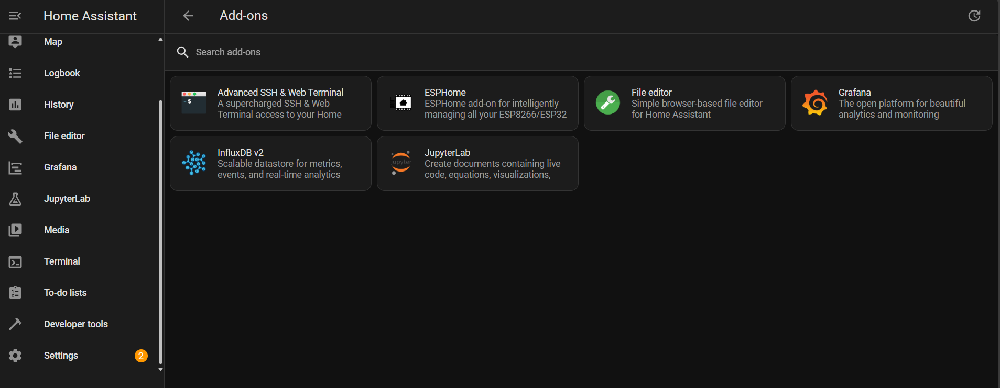 Home Assistant
Add-ons
Map
Logbook
History
File editor
Grafana
JupyterLab
Media
Terminal
To-do lists
Developer tools
Settings
2
Search add-ons
$
Advanced SSH & Web Terminal
A supercharged SSH & Web
Terminal access to your Home
ESPHome
ESPHome add-on for intelligently
managing all your ESP8266/ESP32
File editor
Simple browser-based file editor
for Home Assistant
Grafana
The open platform for beautiful
analytics and monitoring
InfluxDB v2
Scalable datastore for metrics,
events, and real-time analytics
jupyter
JupyterLab
Create documents containing live
code, equations, visualizations,